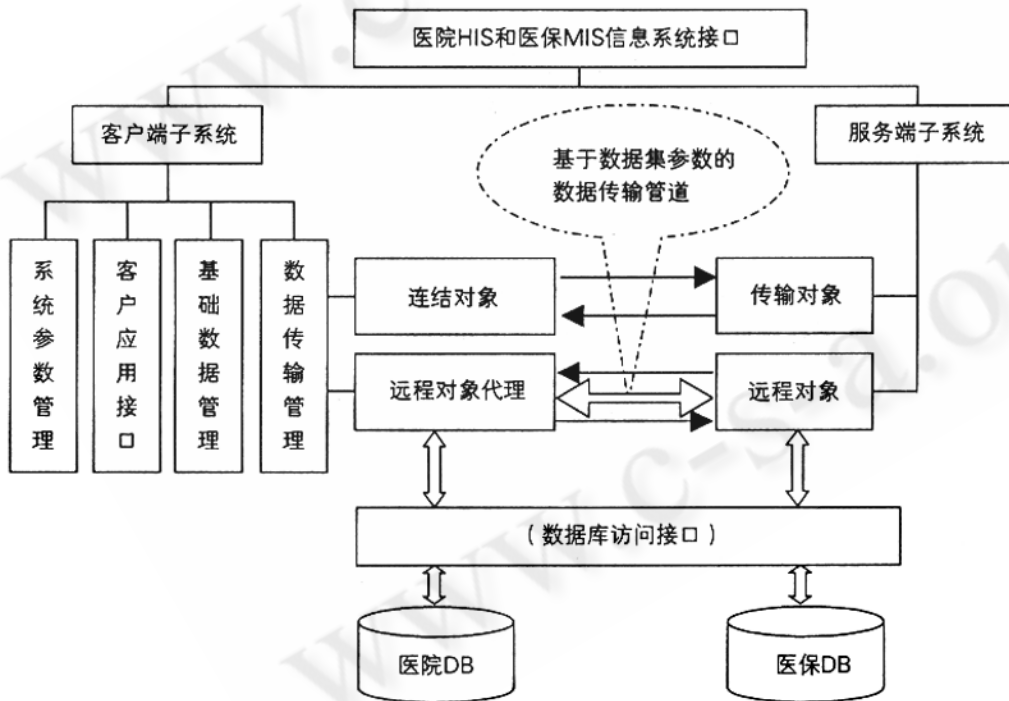 医院HIS和医保MIS信息系统接口
客户端子系统
服务端子系统
基于数据集参数的
数据传输管道
系统参数管理
客户应用接口
基础数据管理
数据传输管理
连结对象
传输对象
远程对象代理
远程对象
(数据库访问接口)
医院DB
医保DB
www.c-s-a.o